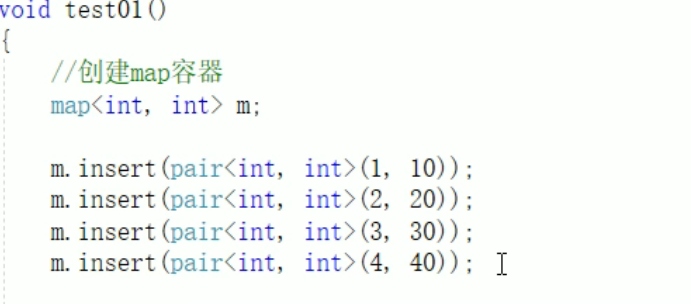 void test01()
{
//创建map容器
map<int, int> m;
m.insert(pair<int, int>(1, 10));
m.insert(pair<int, int>(2, 20));
m.insert(pair<int, int>(3, 30));
m.insert(pair<int, int>(4, 40));